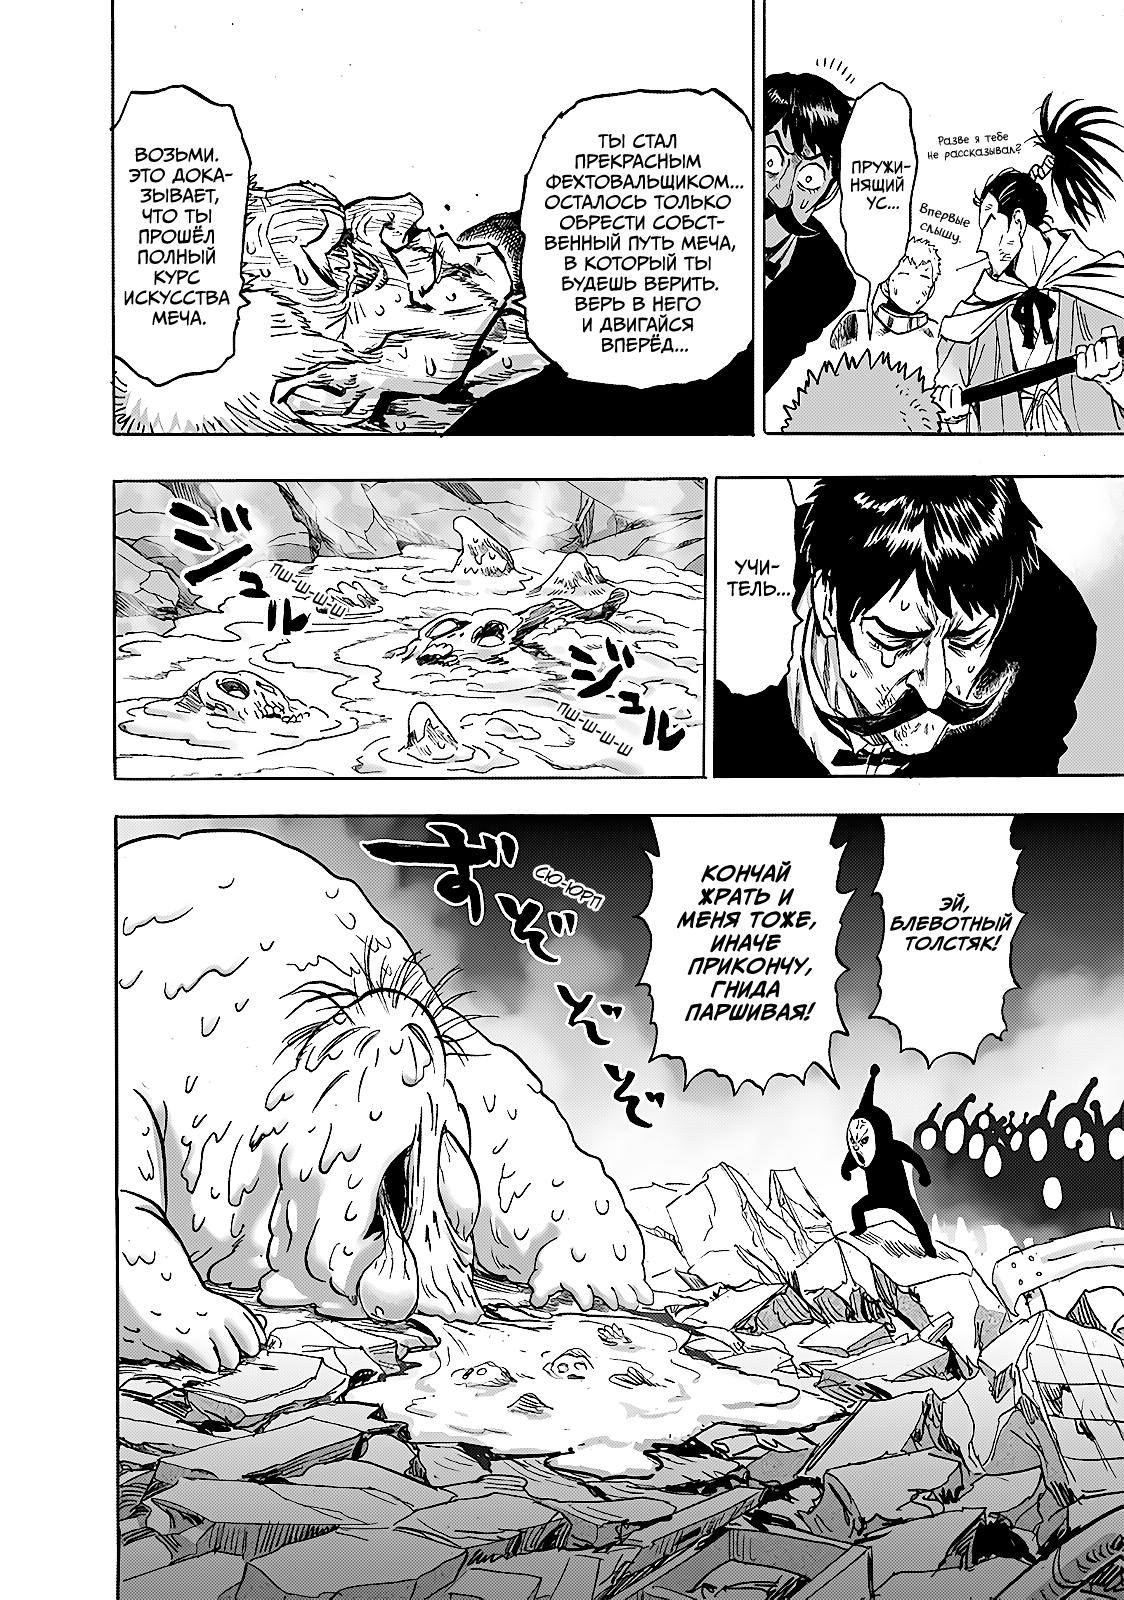 Разве я тебе
не рассказывал?
Впервые
слышу.
ПРУЖИ-
НЯЩИЙ
УС...
ТЫ СТАЛ
ПРЕКРАСНЫМ
ФЕХТОВАЛЬЩИКОМ...
ОСТАЛОСЬ ТОЛЬКО
ОБРЕСТИ СОБСТ-
ВЕННЫЙ ПУТЬ МЕЧА,
В КОТОРЫЙ ТЫ
БУДЕШЬ ВЕРИТЬ.
ВЕРЬ В НЕГО
И ДВИГАЙСЯ
ВПЕРЁД...
ВОЗЬМИ.
ЭТО ДОКА-
ЗЫВАЕТ,
ЧТО ТЫ
ПРОШЁЛ
ПОЛНЫЙ
КУРС
ИСКУССТВА
МЕЧА.
УЧИ-
ТЕЛЬ...
ジュル
ПШ-Ш-Ш-Ш
ジュル
ПШ-Ш-Ш-Ш
ЭЙ,
БЛЕВОТНЫЙ
ТОЛСТЯК!
КОНЧАЙ
ЖРАТЬ И
МЕНЯ ТОЖЕ,
ИНАЧЕ
ПРИКОНЧУ,
ГНИДА
ПАРШИВАЯ!
ずぞぞぞ
СЮ-ЮРП